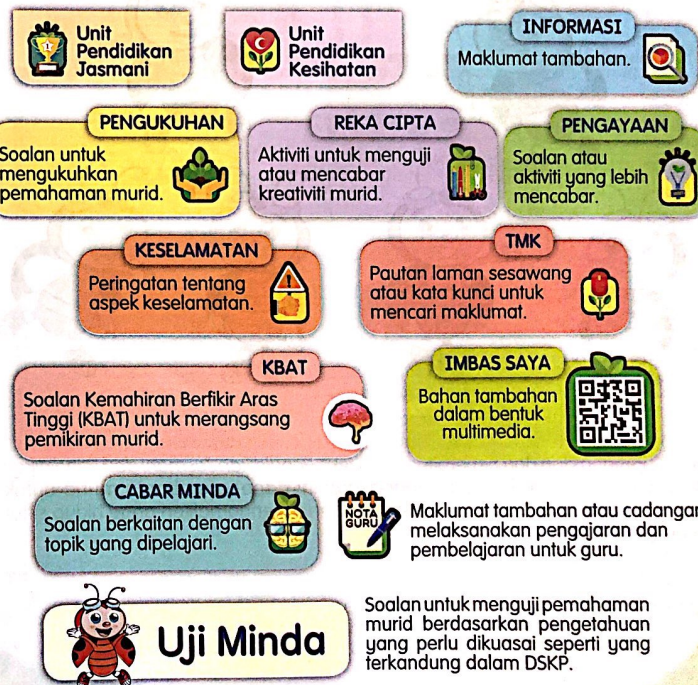 Unit
Pendidikan
Jasmani
Unit
Pendidikan
Kesihatan
INFORMASI
Maklumat tambahan.
PENGUKUHAN
Soalan untuk
mengukuhkan
pemahaman murid.
REKA CIPTA
Aktiviti untuk menguji
atau mencabar
kreativiti murid.
PENGAYAAN
Soalan atau
aktiviti yang lebih
mencabar.
KESELAMATAN
Peringatan tentang
aspek keselamatan.
TMK
Pautan laman sesawang
atau kata kunci untuk
mencari maklumat.
KBAT
Soalan Kemahiran Berfikir Aras
Tinggi (KBAT) untuk merangsang
pemikiran murid.
IMBAS SAYA
Bahan tambahan
dalam bentuk
multimedia.
CABAR MINDA
Soalan berkaitan dengan
topik yang dipelajari.
NOTA
GURU
Maklumat tambahan atau cadangan
melaksanakan pengajaran dan
pembelajaran untuk guru.
Uji Minda
Soalan untuk menguji pemahaman
murid berdasarkan pengetahuan
yang perlu dikuasai seperti yang
terkandung dalam DSKP.